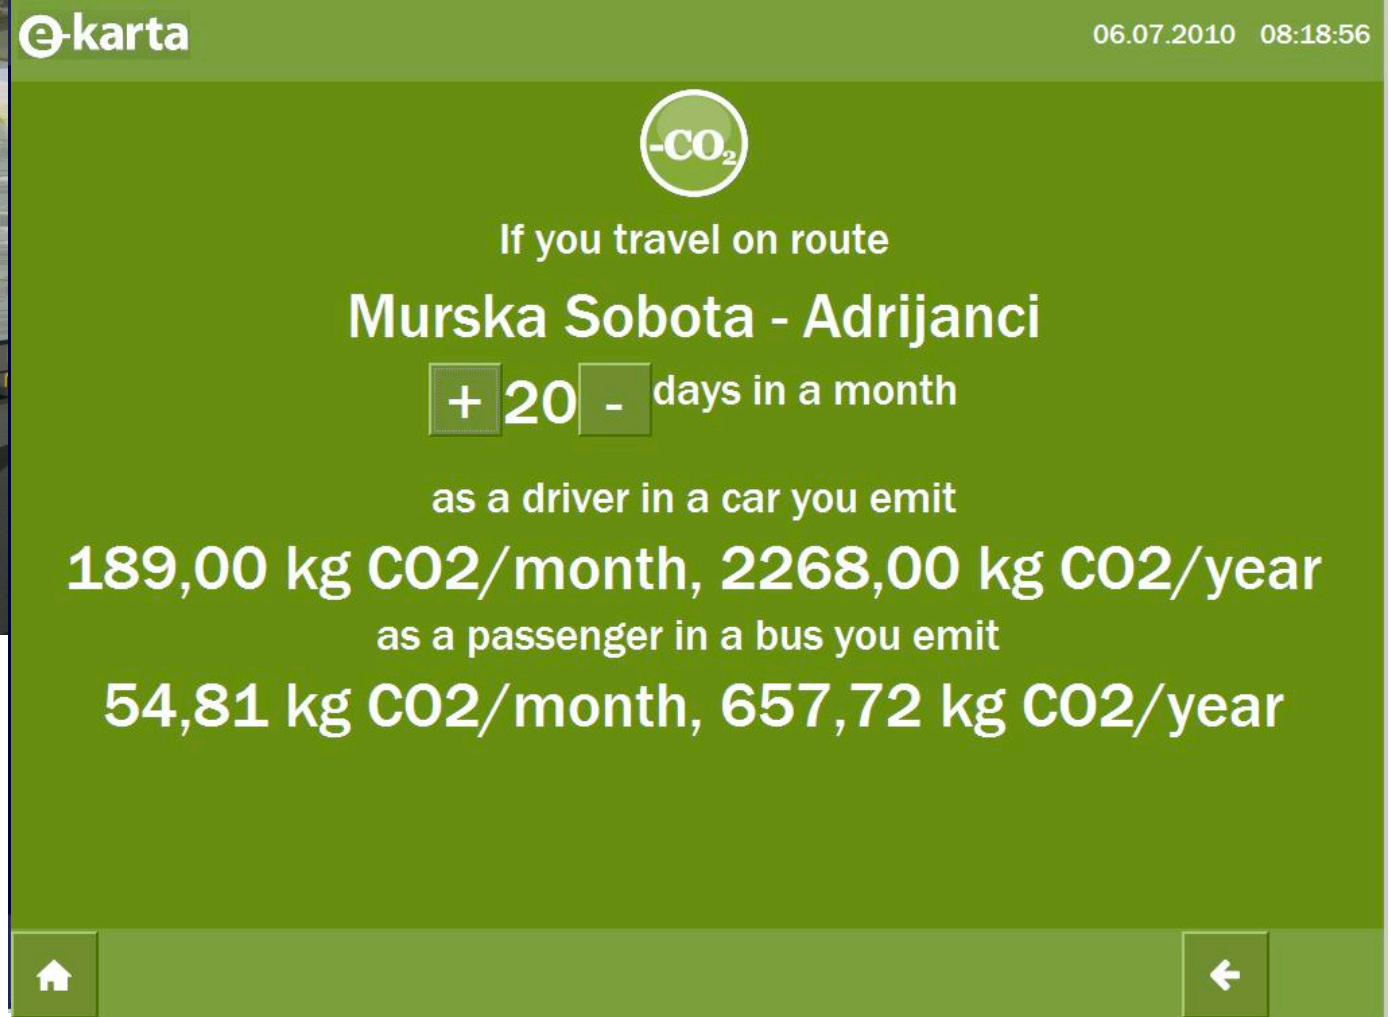 e-karta
06.07.2010 08:18:56
-CO₂
If you travel on route
Murska Sobota - Adrijanci
+ 20 - days in a month
as a driver in a car you emit
189,00 kg CO2/month, 2268,00 kg CO2/year
as a passenger in a bus you emit
54,81 kg CO2/month, 657,72 kg CO2/year